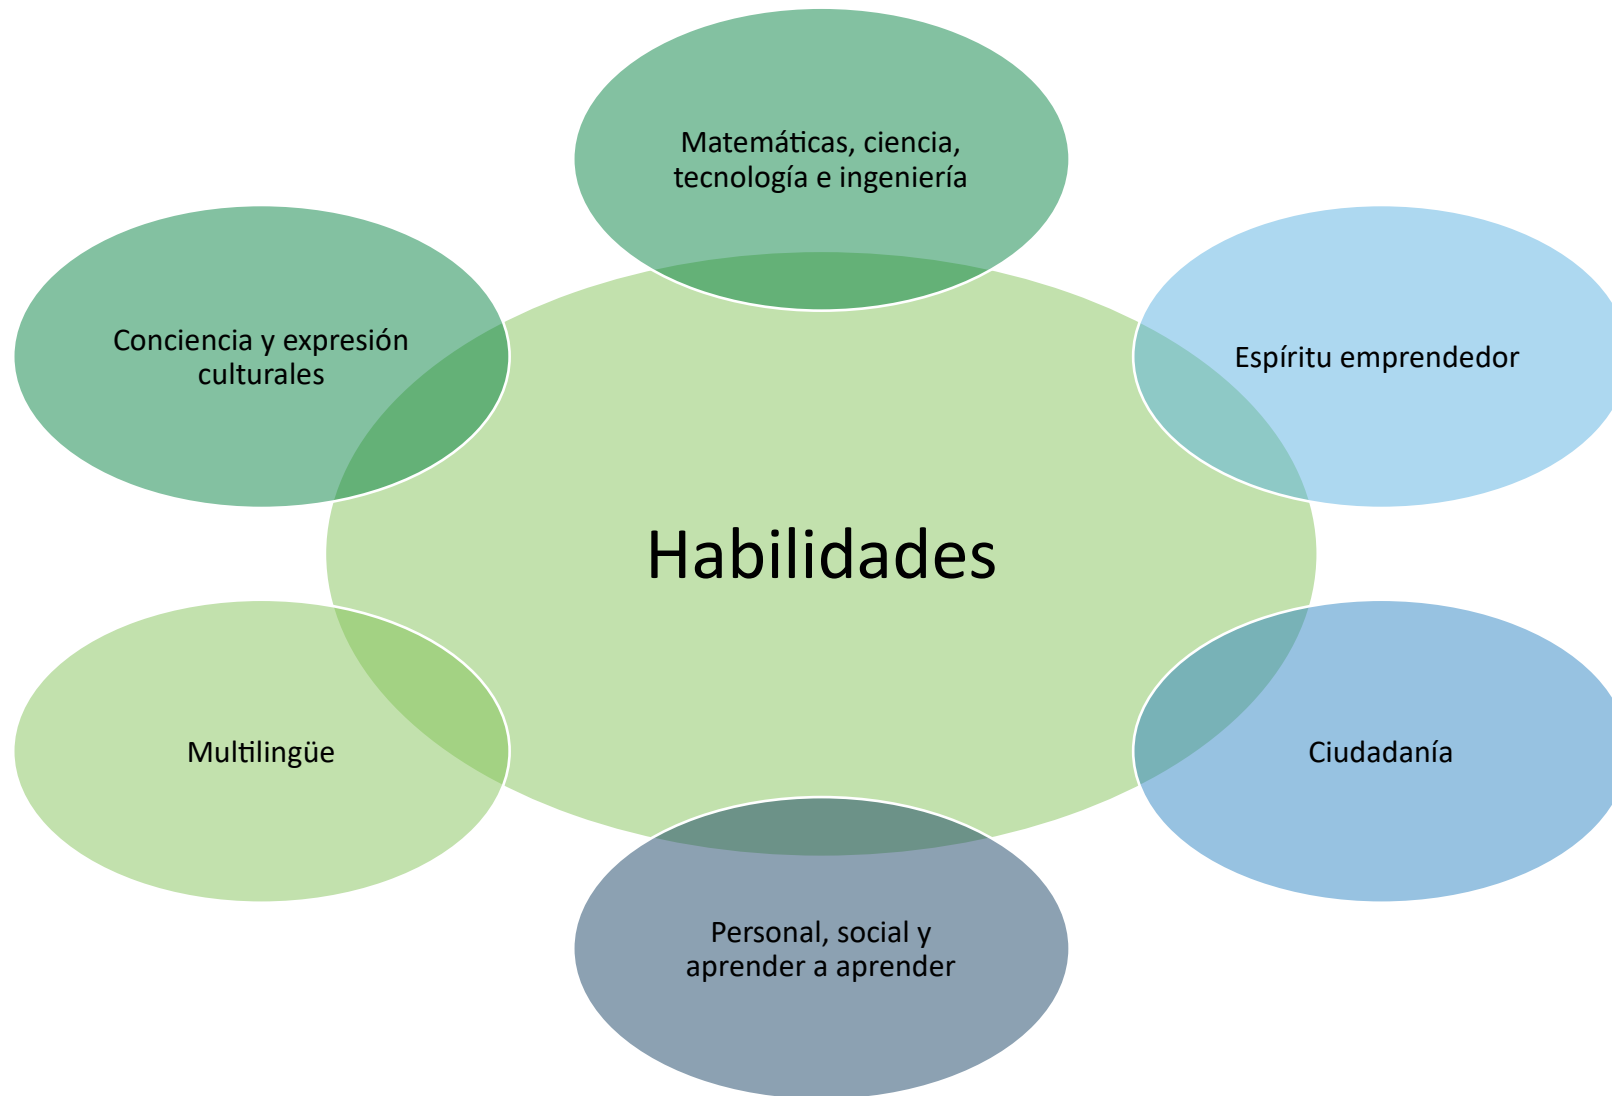 Matemáticas, ciencia,
tecnología e ingeniería
Conciencia y expresión
culturales
Espíritu emprendedor
Habilidades
Multilingüe
Ciudadanía
Personal, social y
aprender a aprender